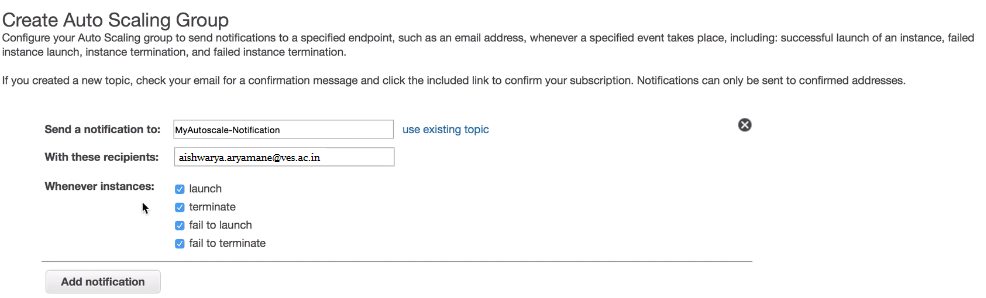 Create Auto Scaling Group
Configure your Auto Scaling group to send notifications to a specified endpoint, such as an email address, whenever a specified event takes place, including: successful launch of an instance, failed
instance launch, instance termination, and failed instance termination.
If you created a new topic, check your email for a confirmation message and click the included link to confirm your subscription. Notifications can only be sent to confirmed addresses.
Send a notification to: MyAutoscale-Notification use existing topic
With these recipients: aishwarya.aryamane@ves.ac.in
Whenever instances: launch
terminate
fail to launch
fail to terminate
Add notification